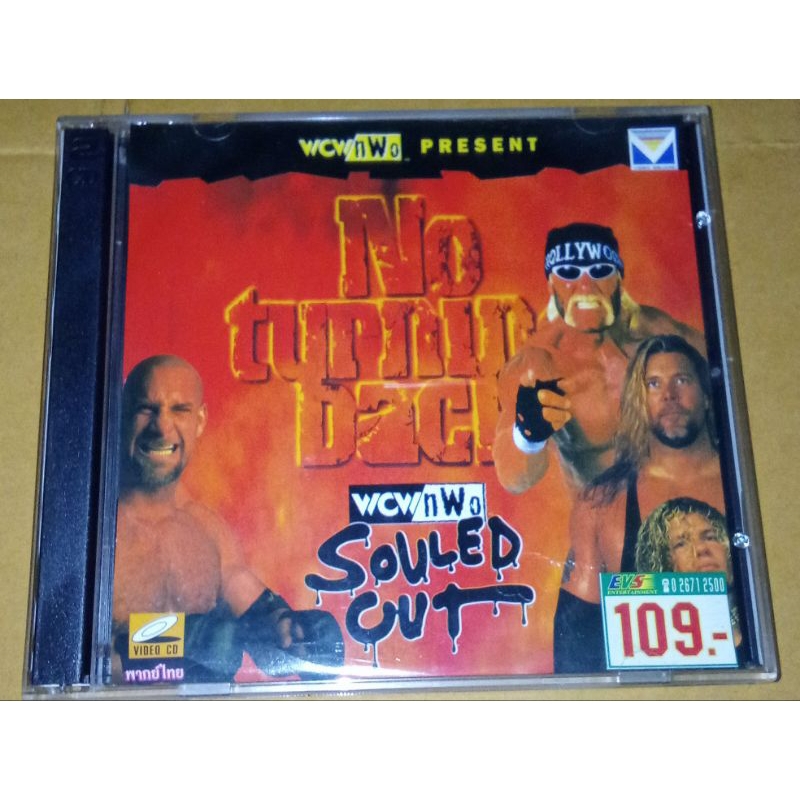 WCW/nWo PRESENT
No
turnin
back
HOLLYWOO
WCW/nWo
SOULED
OUT
EVS
ENTERTAINMENT
☎0 2671 2500
109.-
VIDEO CD
พากย์ไทย